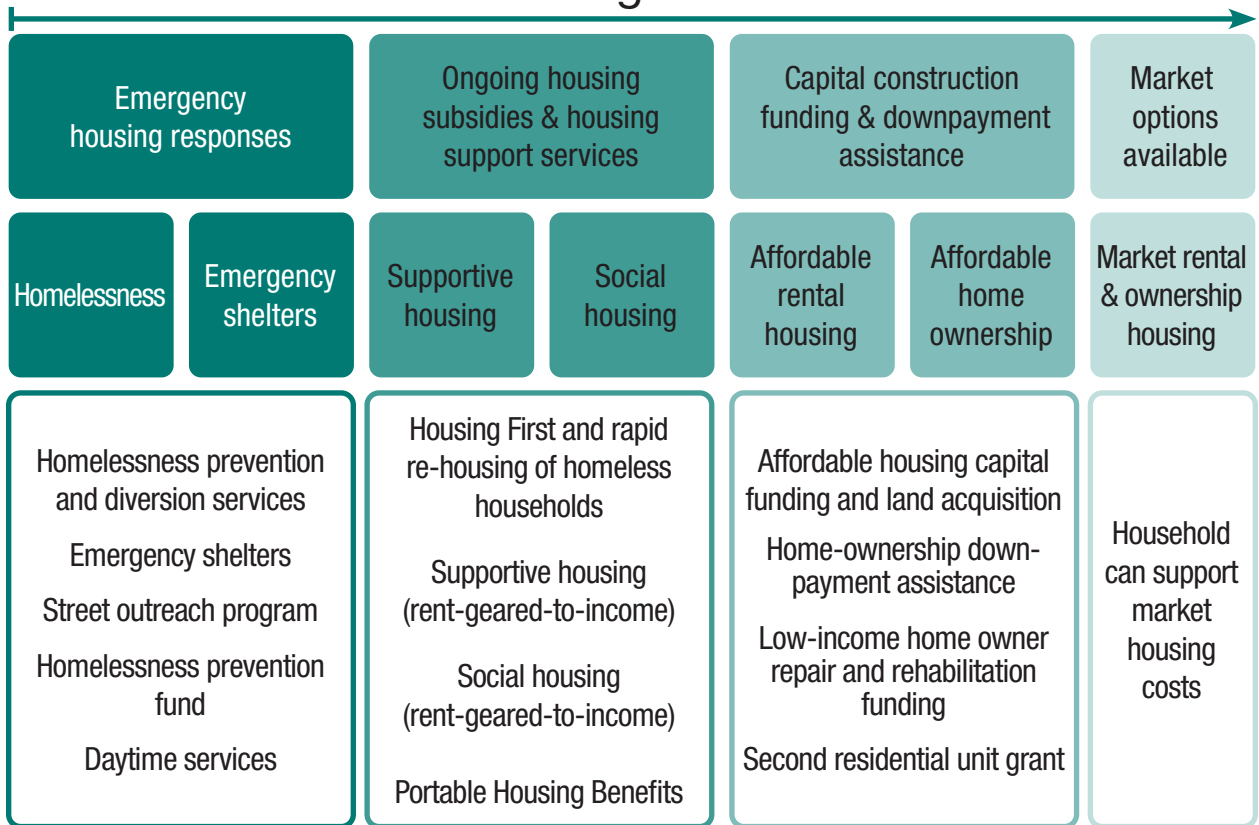 Emergency
housing responses
Ongoing housing
subsidies & housing
support services
Capital construction
funding & downpayment
assistance
Market
options
available
Homelessness
Emergency
shelters
Supportive
housing
Social
housing
Affordable
rental
housing
Affordable
home
ownership
Market rental
& ownership
housing
Homelessness prevention
and diversion services
Emergency shelters
Street outreach program
Homelessness prevention
fund
Daytime services
Housing First and rapid
re-housing of homeless
households
Supportive housing
(rent-geared-to-income)
Social housing
(rent-geared-to-income)
Portable Housing Benefits
Affordable housing capital
funding and land acquisition
Home-ownership down-
payment assistance
Low-income home owner
repair and rehabilitation
funding
Second residential unit grant
Household
can support
market
housing
costs